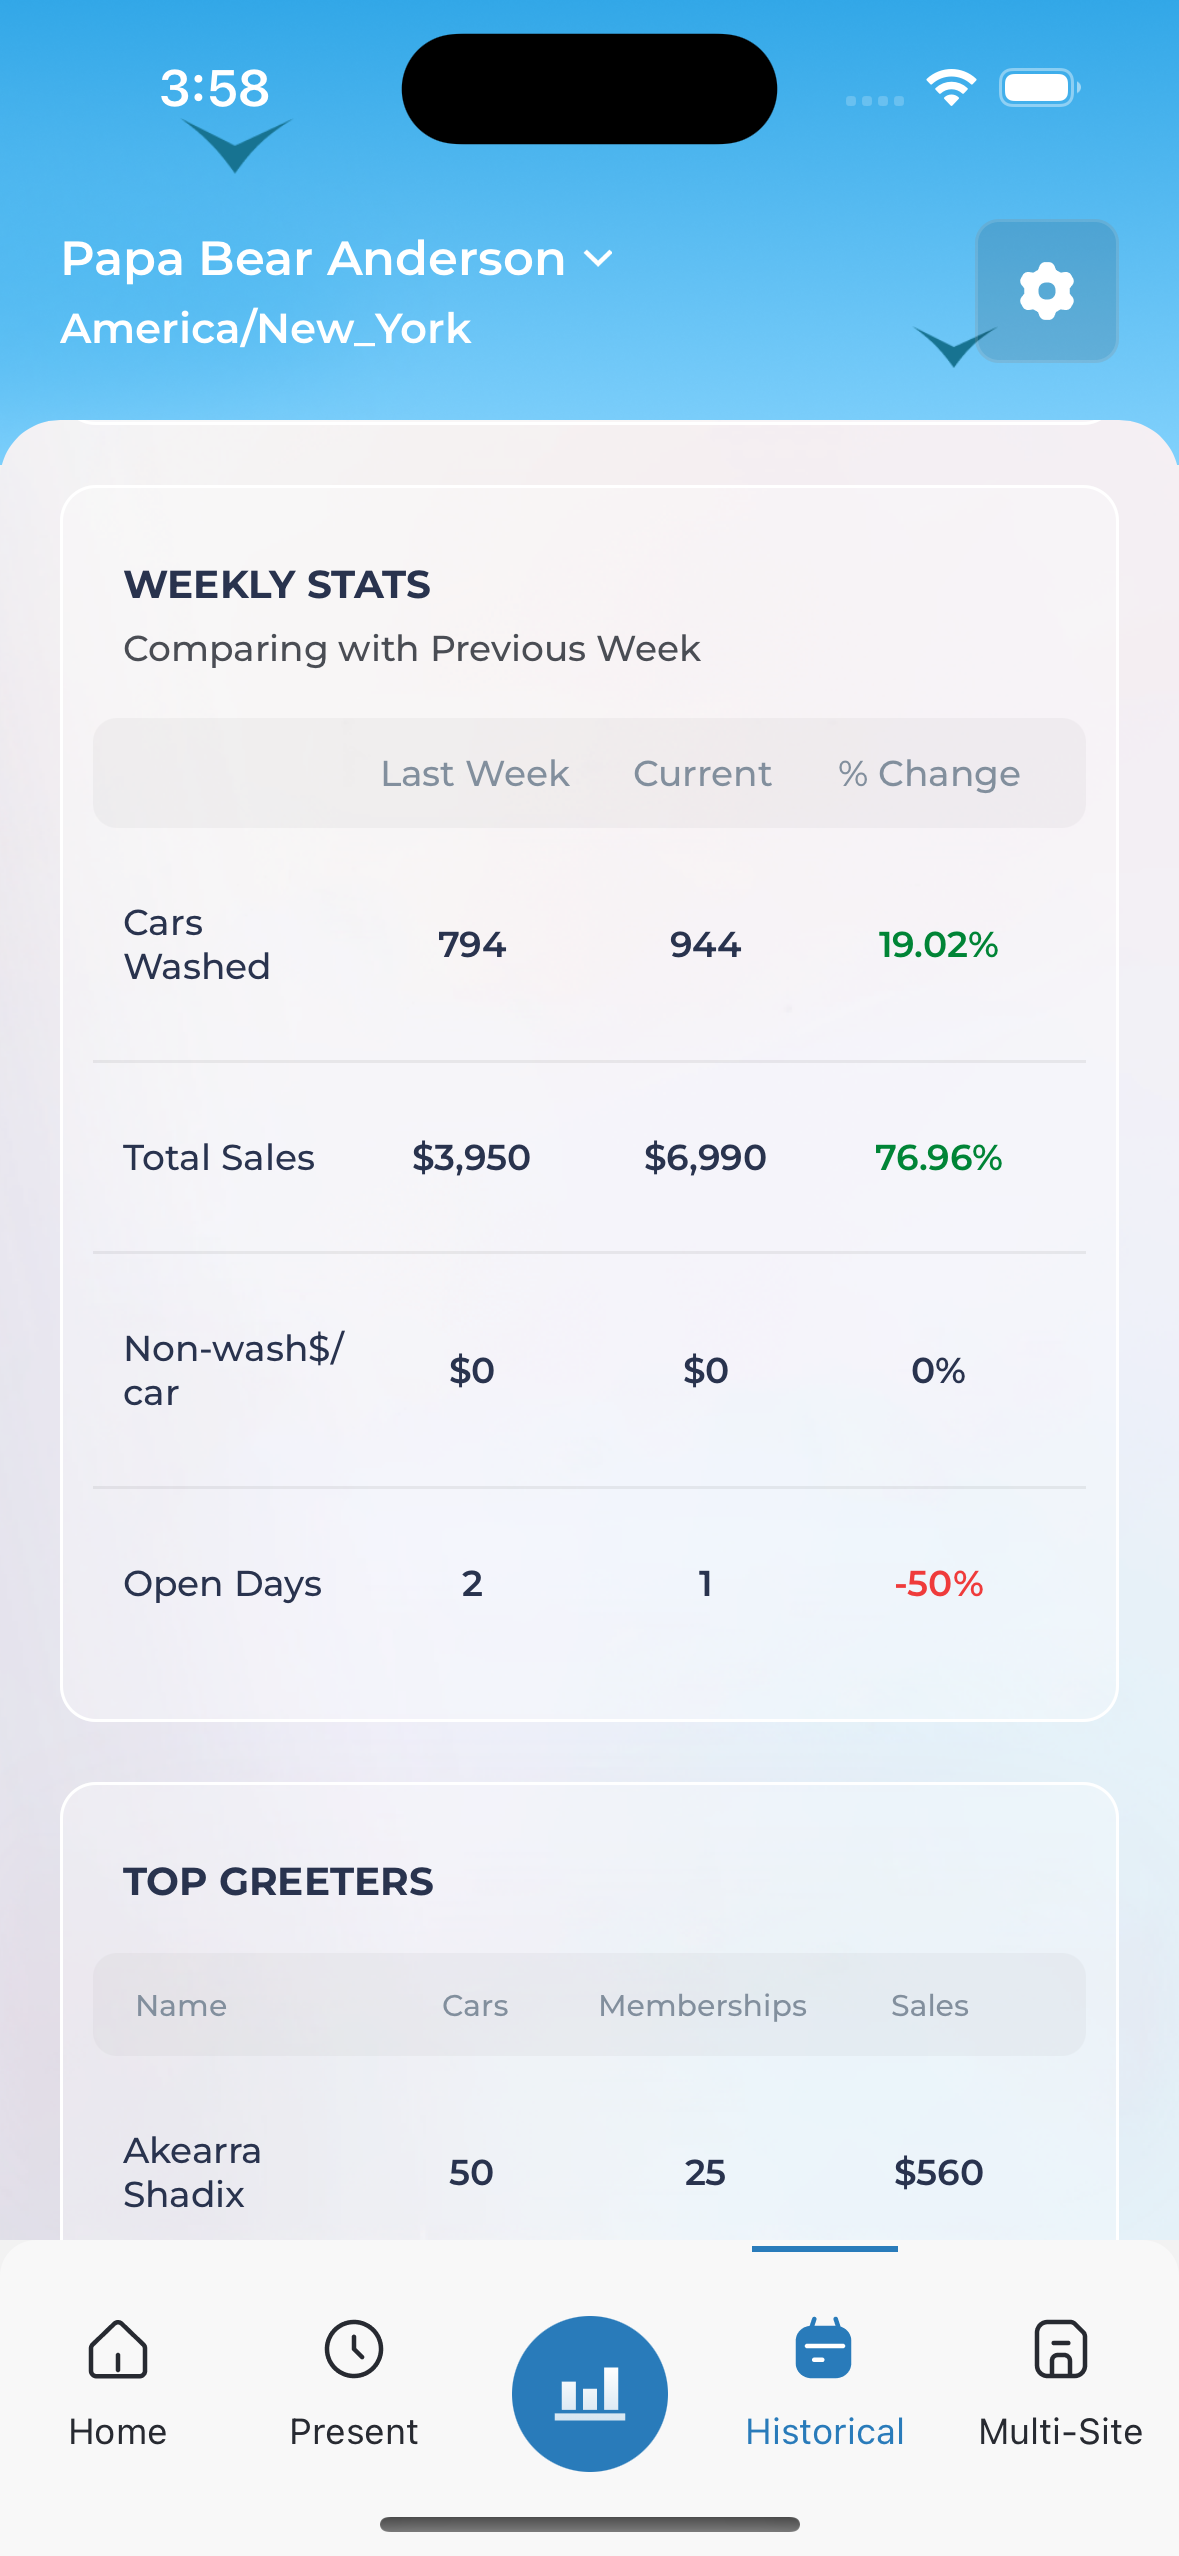 3:58
Papa Bear Anderson
America/New_York
WEEKLY STATS
Comparing with Previous Week
Last Week Current % Change
Cars
Washed
794 944 19.02%
Total Sales $3,950 $6,990 76.96%
Non-wash$/
car
$0 $0 0%
Open Days 2 1 -50%
TOP GREETERS
Name Cars Memberships Sales
Akearra
Shadix
50 25 $560
Home Present Historical Multi-Site